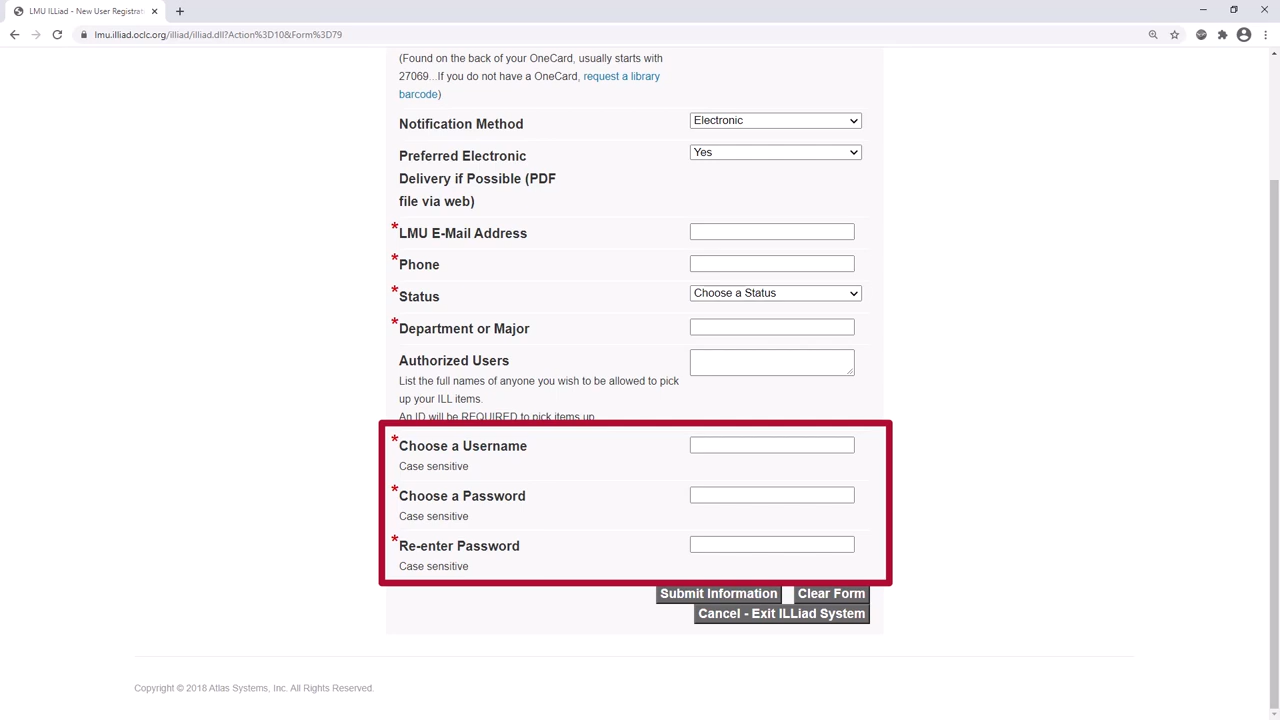 LMU ILLiad - New User Registrat
lmu.illiad.oclc.org/illiad/illiad.dll?Action%3D10&Form%3D79
(Found on the back of your OneCard, usually starts with
27069...If you do not have a OneCard, request a library
barcode)
Notification Method
Electronic
Preferred Electronic
Yes
Delivery if Possible (PDF
file via web)
*LMU E-Mail Address
*Phone
*Status
Choose a Status
*Department or Major
Authorized Users
List the full names of anyone you wish to be allowed to pick
up your ILL items.
An ID will be REQUIRED to pick items up.
*Choose a Username
Case sensitive
*Choose a Password
Case sensitive
*Re-enter Password
Case sensitive
Submit Information
Clear Form
Cancel - Exit ILLiad System
Copyright © 2018 Atlas Systems, Inc. All Rights Reserved.